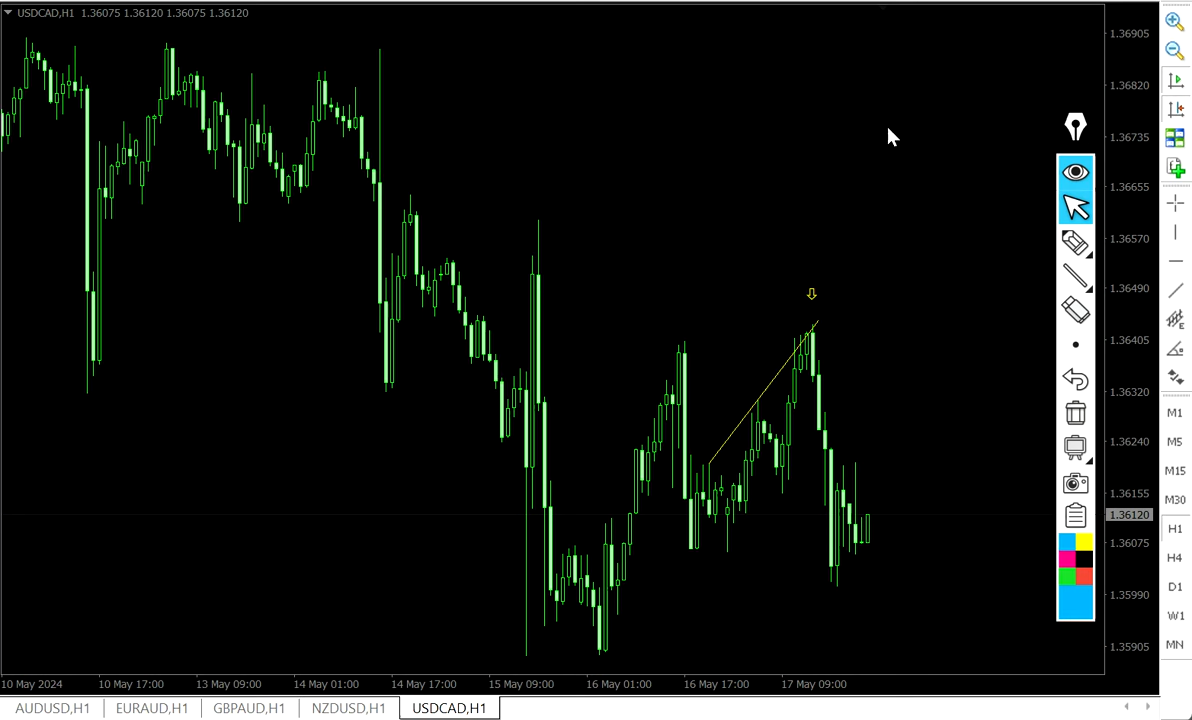 USDCAD,H1 1.36075 1.36120 1.36075 1.36120
1.36905
1.36820
1.36735
1.36655
1.36570
1.36490
1.36405
1.36320
1.36240
1.36155
1.36120
1.36075
1.35990
1.35905
E
M1
M5
M15
M30
H1
H4
D1
W1
MN
10 May 2024 10 May 17:00 13 May 09:00 14 May 01:00 14 May 17:00 15 May 09:00 16 May 01:00 16 May 17:00 17 May 09:00
AUDUSD,H1 EURAUD,H1 GBPAUD,H1 NZDUSD,H1 USDCAD,H1